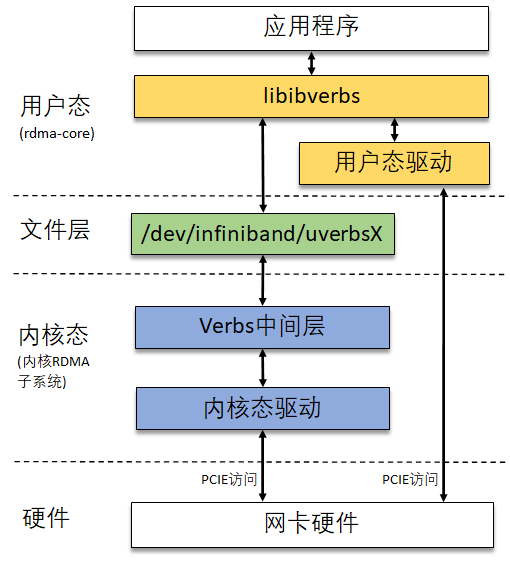 应用程序
用户态
(rdma-core)
libibverbs
用户态驱动
文件层
/dev/infiniband/uverbsX
内核态
(内核RDMA
子系统)
Verbs中间层
内核态驱动
PCIE访问
PCIE访问
硬件
网卡硬件